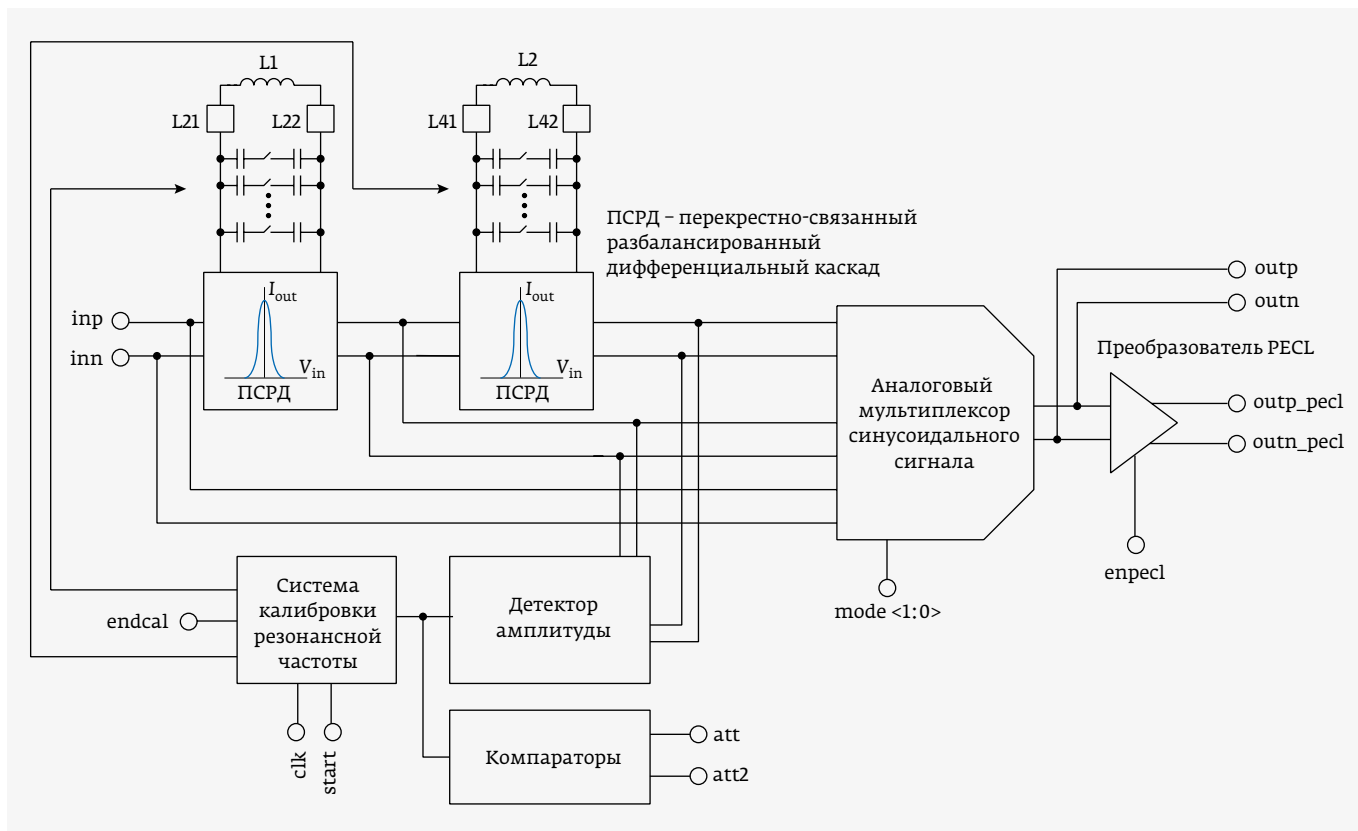 L1
L2
L21
L22
L41
L42
ПСРД – перекрестно-связанный
разбалансированный
дифференциальный каскад
outp
outn
inp
inn
Iout
Vin
ПСРД
Iout
Vin
ПСРД
Преобразователь PECL
Аналоговый
мультиплексор
синусоидального
сигнала
outp_pecl
outn_pecl
enpecl
mode <1:0>
Система
калибровки
резонансной
частоты
endcal
Детектор
амплитуды
clk
start
Компараторы
att
att2